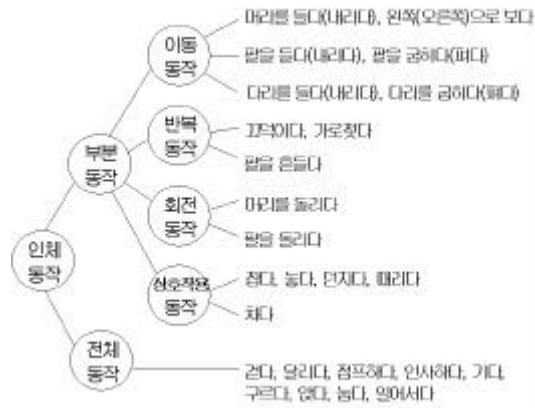 머리를 들다(내리다), 왼쪽(오른쪽)으로 보다
이동
동작
팔을 들다(내리다), 팔을 굽히다(펴다)
다리를 들다(내리다), 다리를 굽히다(펴다)
반복
동작
끄덕이다, 가로젓다
팔을 흔들다
부분
동작
회전
동작
머리를 돌리다
팔을 돌리다
인체
동작
상호작용
동작
잡다, 놓다, 던지다, 때리다
차다
전체
동작
걷다, 달리다, 점프하다, 인사하다, 기다,
구르다, 앉다, 눕다, 일어서다